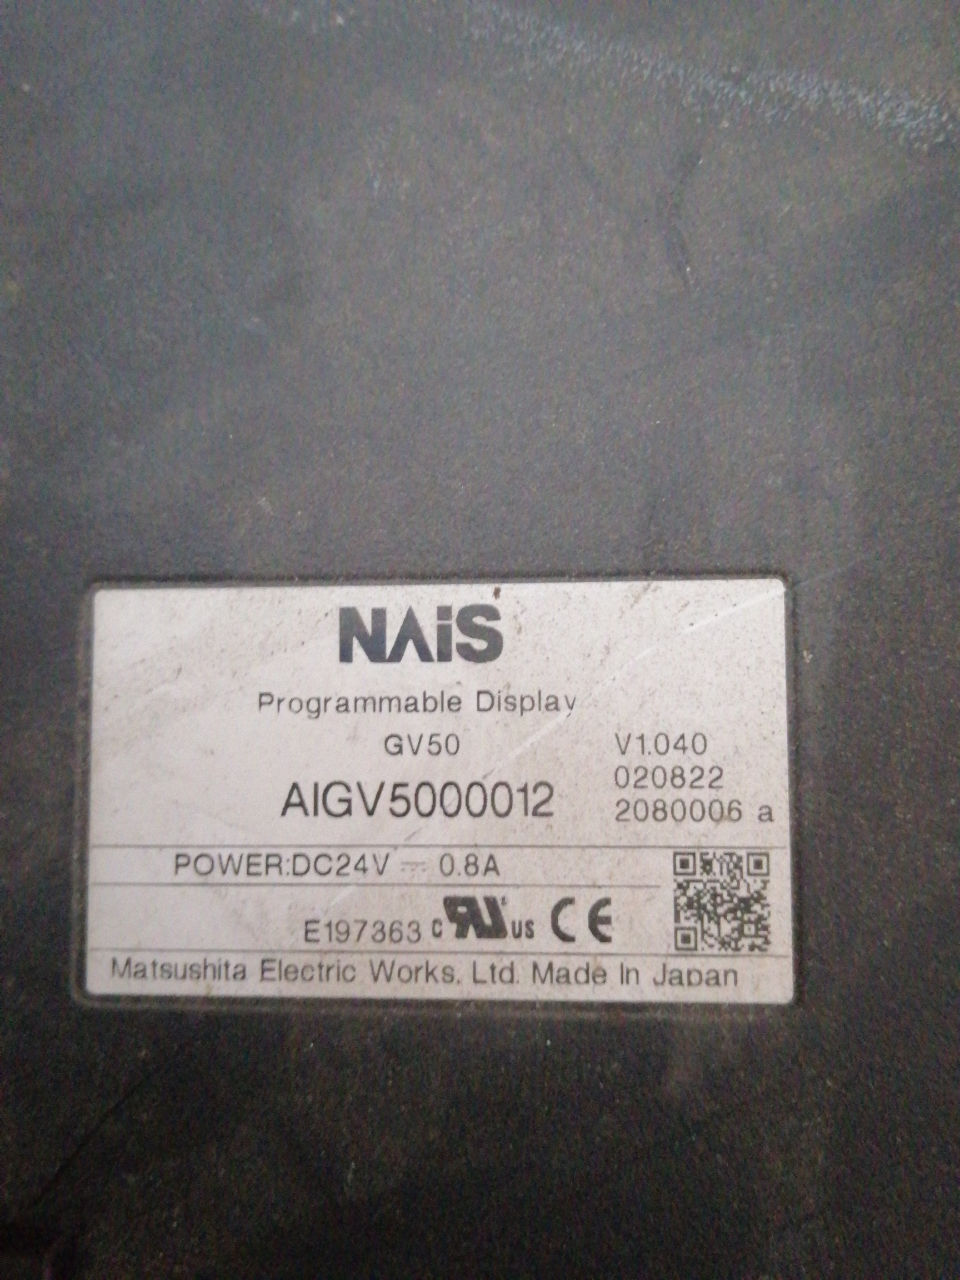 NAiS
Programmable Display
GV50
V1.040
020822
AIGV5000012
2080006 a
POWER:DC24V ⎓ 0.8A
E197363 c RU us CE
Matsushita Electric Works, Ltd. Made In Japan